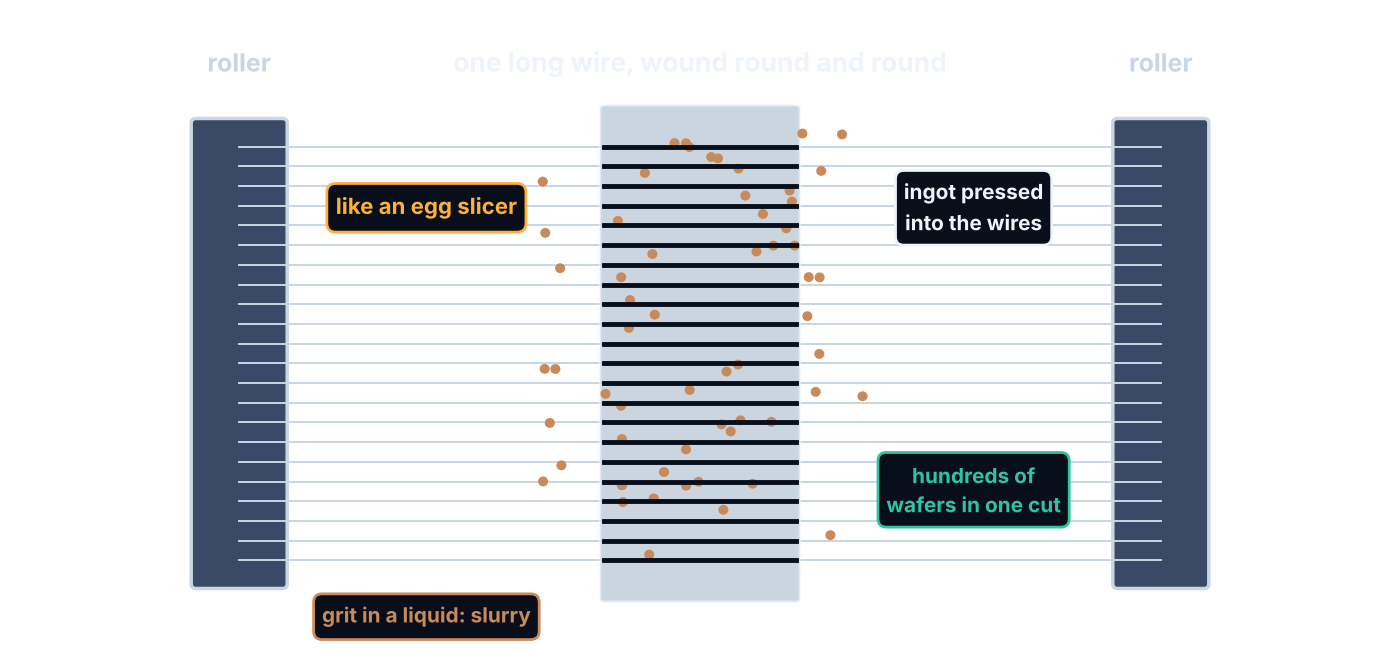 roller
one long wire, wound round and round
roller
like an egg slicer
ingot pressed
into the wires
hundreds of
wafers in one cut
grit in a liquid: slurry